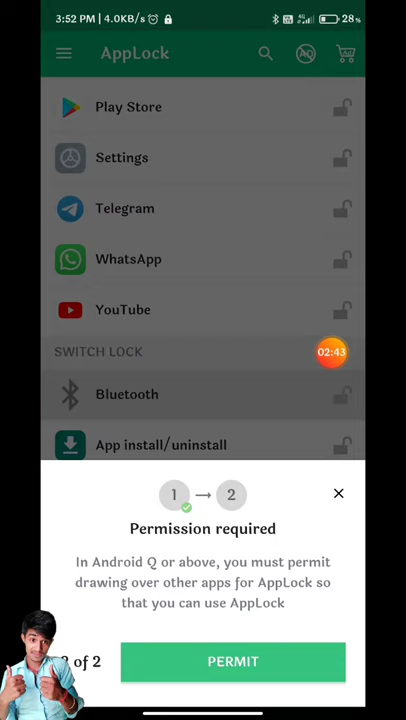 3:52 PM | 4.0KB/s
28%
AppLock
AD
Ad
Play Store
Settings
Telegram
WhatsApp
YouTube
SWITCH LOCK
02:43
Bluetooth
App install/uninstall
1 → 2
Permission required
In Android Q or above, you must permit
drawing over other apps for AppLock so
that you can use AppLock
of 2
PERMIT